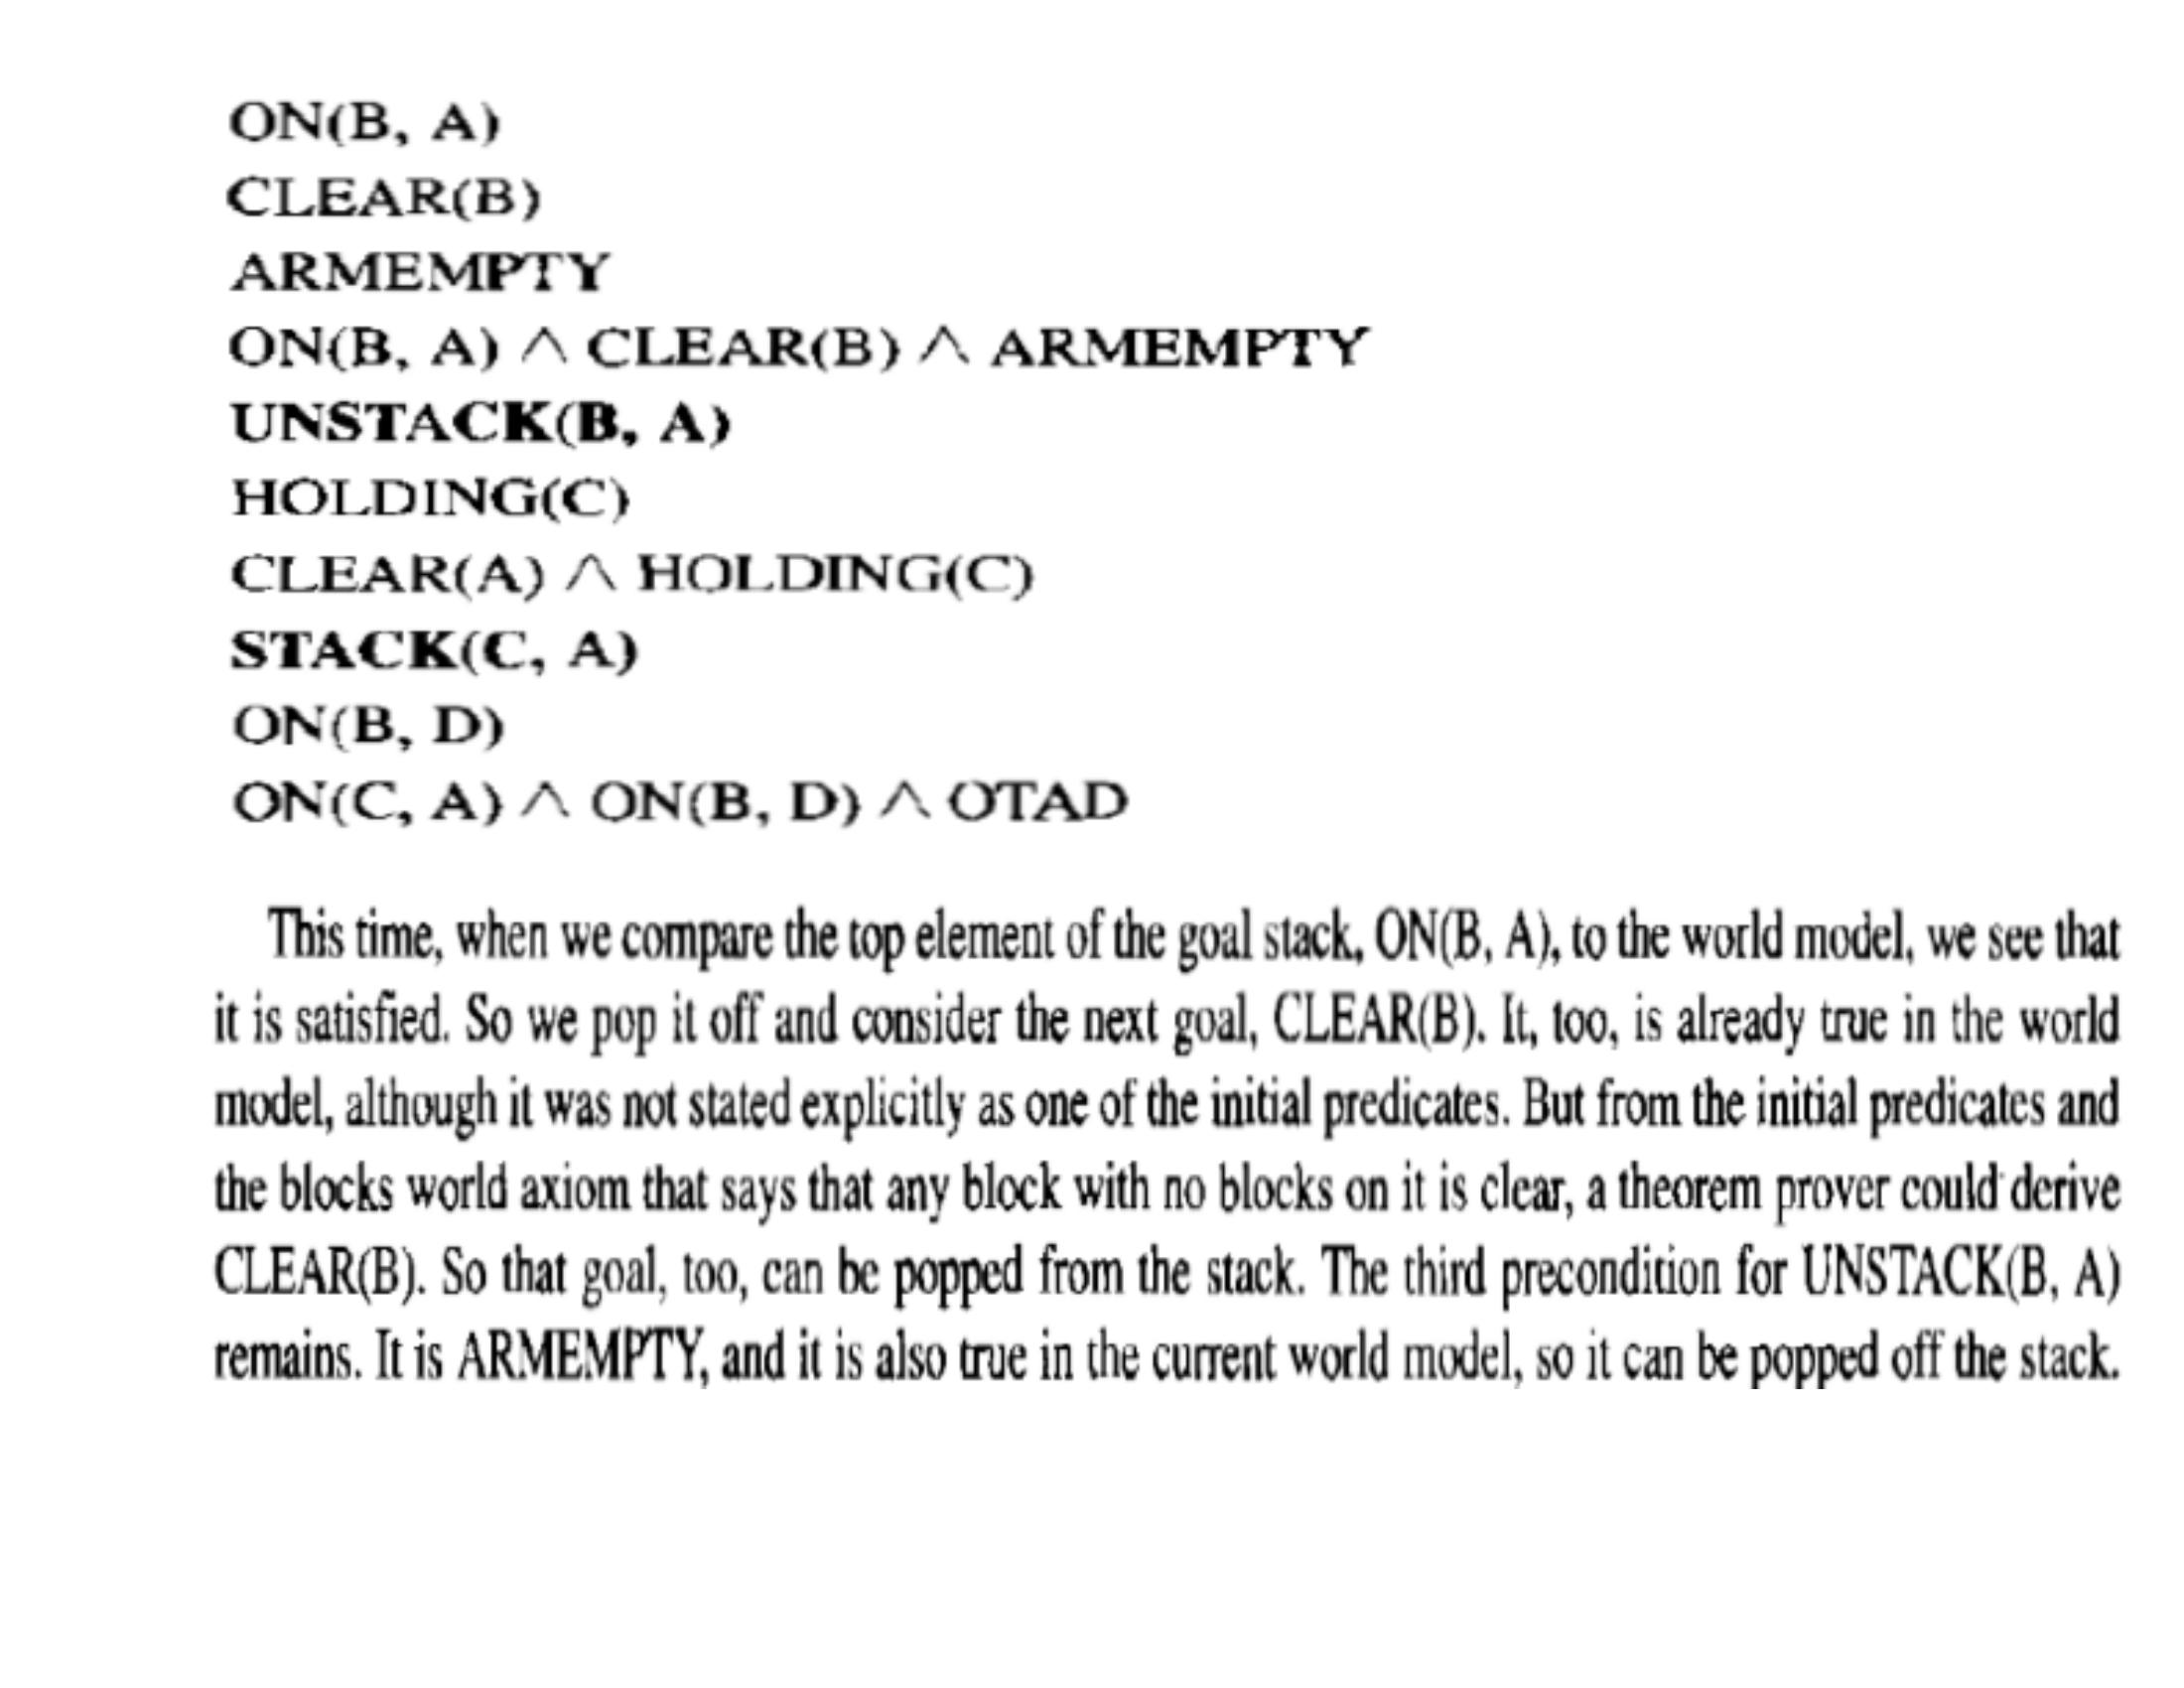 ON(B, A)
CLEAR(B)
ARMEMPTY
ON(B, A) ∧ CLEAR(B) ∧ ARMEMPTY
UNSTACK(B, A)
HOLDING(C)
CLEAR(A) ∧ HOLDING(C)
STACK(C, A)
ON(B, D)
ON(C, A) ∧ ON(B, D) ∧ OTAD
This time, when we compare the top element of the goal stack, ON(B, A), to the world model, we see that
it is satisfied. So we pop it off and consider the next goal, CLEAR(B). It, too, is already true in the world
model, although it was not stated explicitly as one of the initial predicates. But from the initial predicates and
the blocks world axiom that says that any block with no blocks on it is clear, a theorem prover could derive
CLEAR(B). So that goal, too, can be popped from the stack. The third precondition for UNSTACK(B, A)
remains. It is ARMEMPTY, and it is also true in the current world model, so it can be popped off the stack.